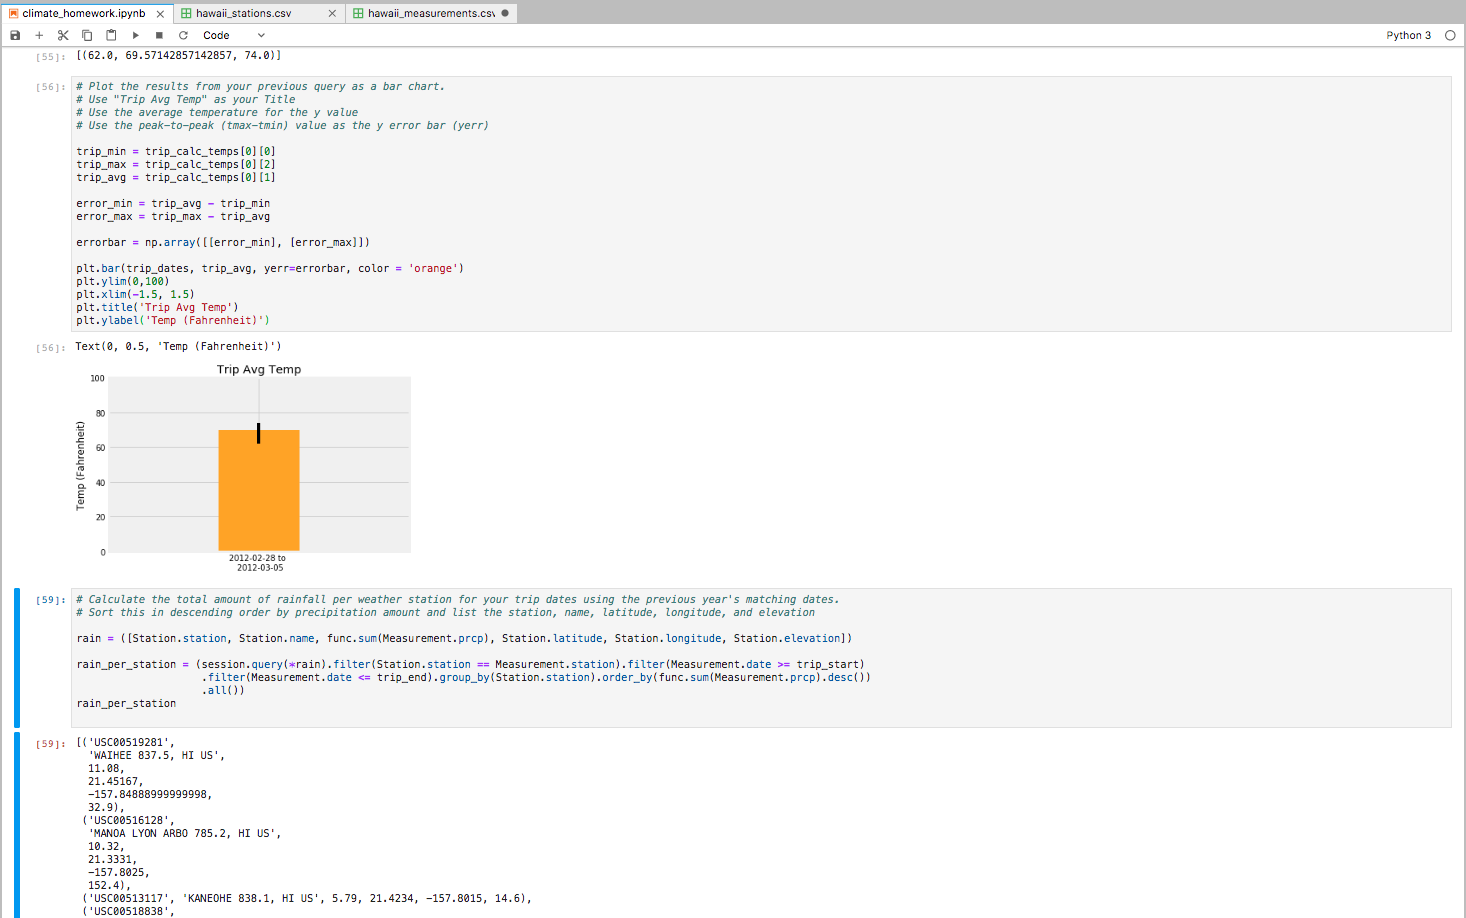 climate_homework.ipynb
hawaii_stations.csv
hawaii_measurements.csv
Code
Python 3
[55]: [(62.0, 69.57142857142857, 74.0)]
[56]: # Plot the results from your previous query as a bar chart.
# Use "Trip Avg Temp" as your Title
# Use the average temperature for the y value
# Use the peak-to-peak (tmax-tmin) value as the y error bar (yerr)
trip_min = trip_calc_temps[0][0]
trip_max = trip_calc_temps[0][2]
trip_avg = trip_calc_temps[0][1]
error_min = trip_avg - trip_min
error_max = trip_max - trip_avg
errorbar = np.array([[error_min], [error_max]])
plt.bar(trip_dates, trip_avg, yerr=errorbar, color = 'orange')
plt.ylim(0,100)
plt.xlim(-1.5, 1.5)
plt.title('Trip Avg Temp')
plt.ylabel('Temp (Fahrenheit)')
[56]: Text(0, 0.5, 'Temp (Fahrenheit)')
Trip Avg Temp
100
80
60
40
20
0
Temp (Fahrenheit)
2012-02-28 to
2012-03-05
[59]: # Calculate the total amount of rainfall per weather station for your trip dates using the previous year's matching dates.
# Sort this in descending order by precipitation amount and list the station, name, latitude, longitude, and elevation
rain = ([Station.station, Station.name, func.sum(Measurement.prcp), Station.latitude, Station.longitude, Station.elevation])
rain_per_station = (session.query(*rain).filter(Station.station == Measurement.station).filter(Measurement.date >= trip_start)
.filter(Measurement.date <= trip_end).group_by(Station.station).order_by(func.sum(Measurement.prcp).desc())
.all())
rain_per_station
[59]: [('USC00519281',
'WAIHEE 837.5, HI US',
11.08,
21.45167,
-157.84888999999998,
32.9),
('USC00516128',
'MANOA LYON ARBO 785.2, HI US',
10.32,
21.3331,
-157.8025,
152.4),
('USC00513117', 'KANEOHE 838.1, HI US', 5.79, 21.4234, -157.8015, 14.6),
('USC00518838',